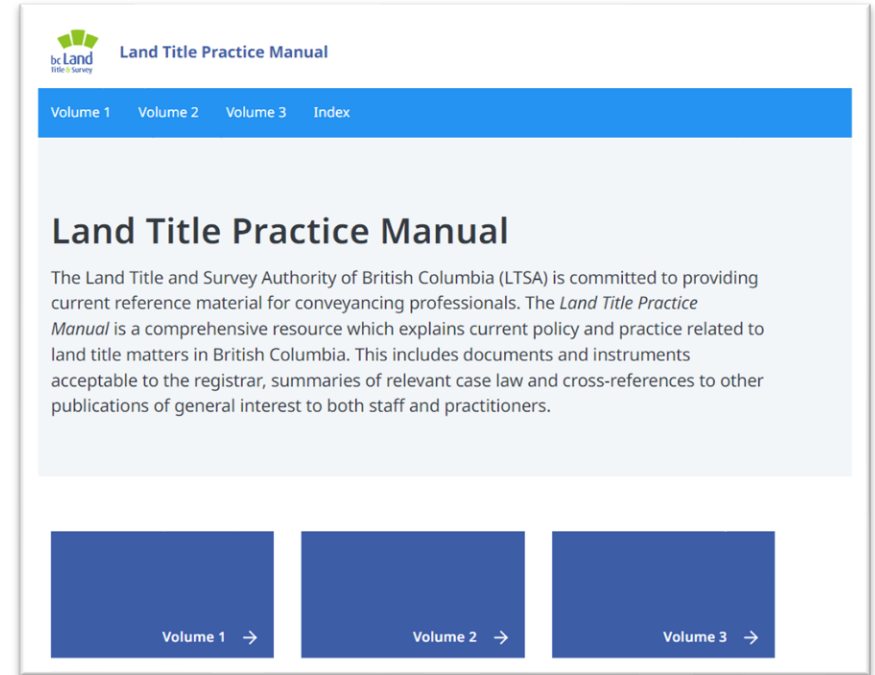 bc Land
Title & Survey
Land Title Practice Manual
Volume 1 Volume 2 Volume 3 Index
Land Title Practice Manual
The Land Title and Survey Authority of British Columbia (LTSA) is committed to providing
current reference material for conveyancing professionals. The Land Title Practice
Manual is a comprehensive resource which explains current policy and practice related to
land title matters in British Columbia. This includes documents and instruments
acceptable to the registrar, summaries of relevant case law and cross-references to other
publications of general interest to both staff and practitioners.
Volume 1 → Volume 2 → Volume 3 →